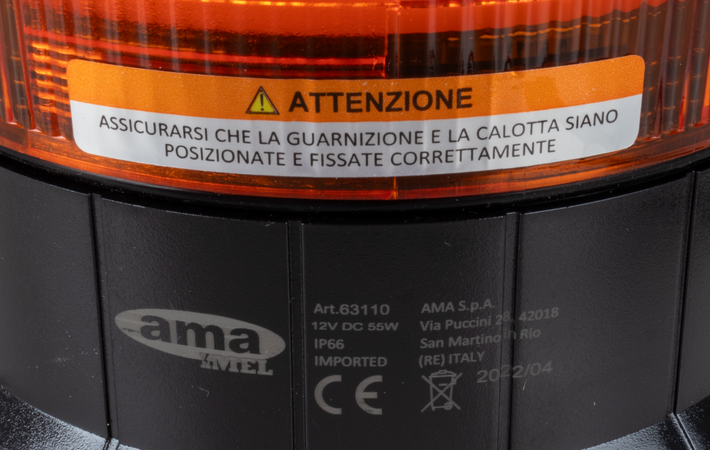 ATTENZIONE
ASSICURARSI CHE LA GUARNIZIONE E LA CALOTTA SIANO
POSIZIONATE E FISSATE CORRETTAMENTE
ama
MEL
Art.63110
12V DC 55W
IP66
IMPORTED
CE
AMA S.p.A.
Via Puccini 28, 42018
San Martino in Rio
(RE) ITALY
2022/04